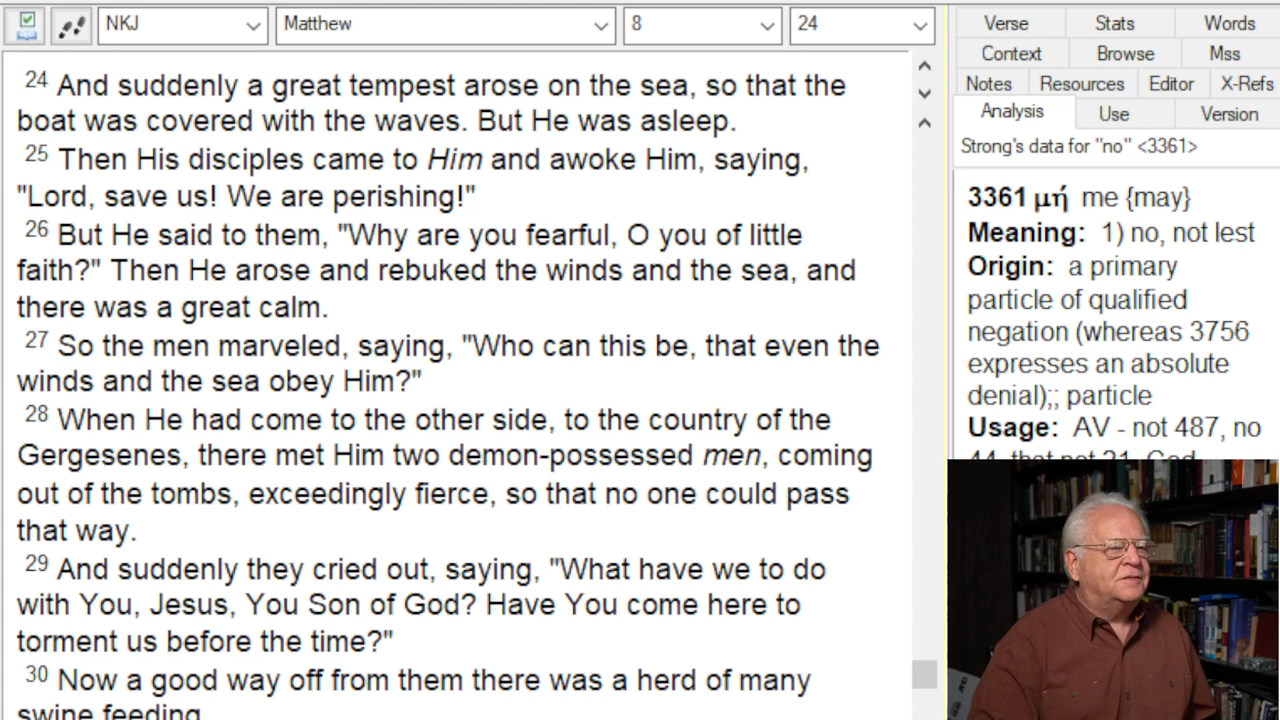 NKJ Matthew 8 24
24 And suddenly a great tempest arose on the sea, so that the
boat was covered with the waves. But He was asleep.
25 Then His disciples came to Him and awoke Him, saying,
"Lord, save us! We are perishing!"
26 But He said to them, "Why are you fearful, O you of little
faith?" Then He arose and rebuked the winds and the sea, and
there was a great calm.
27 So the men marveled, saying, "Who can this be, that even the
winds and the sea obey Him?"
28 When He had come to the other side, to the country of the
Gergesenes, there met Him two demon-possessed men, coming
out of the tombs, exceedingly fierce, so that no one could pass
that way.
29 And suddenly they cried out, saying, "What have we to do
with You, Jesus, You Son of God? Have You come here to
torment us before the time?"
30 Now a good way off from them there was a herd of many
swine feeding
Verse Stats Words
Context Browse Mss
Notes Resources Editor X-Refs
Analysis Use Version
Strong's data for "no" <3361>
3361 μή me {may}
Meaning: 1) no, not lest
Origin: a primary
particle of qualified
negation (whereas 3756
expresses an absolute
denial);; particle
Usage: AV - not 487, no
44, that not 21, God